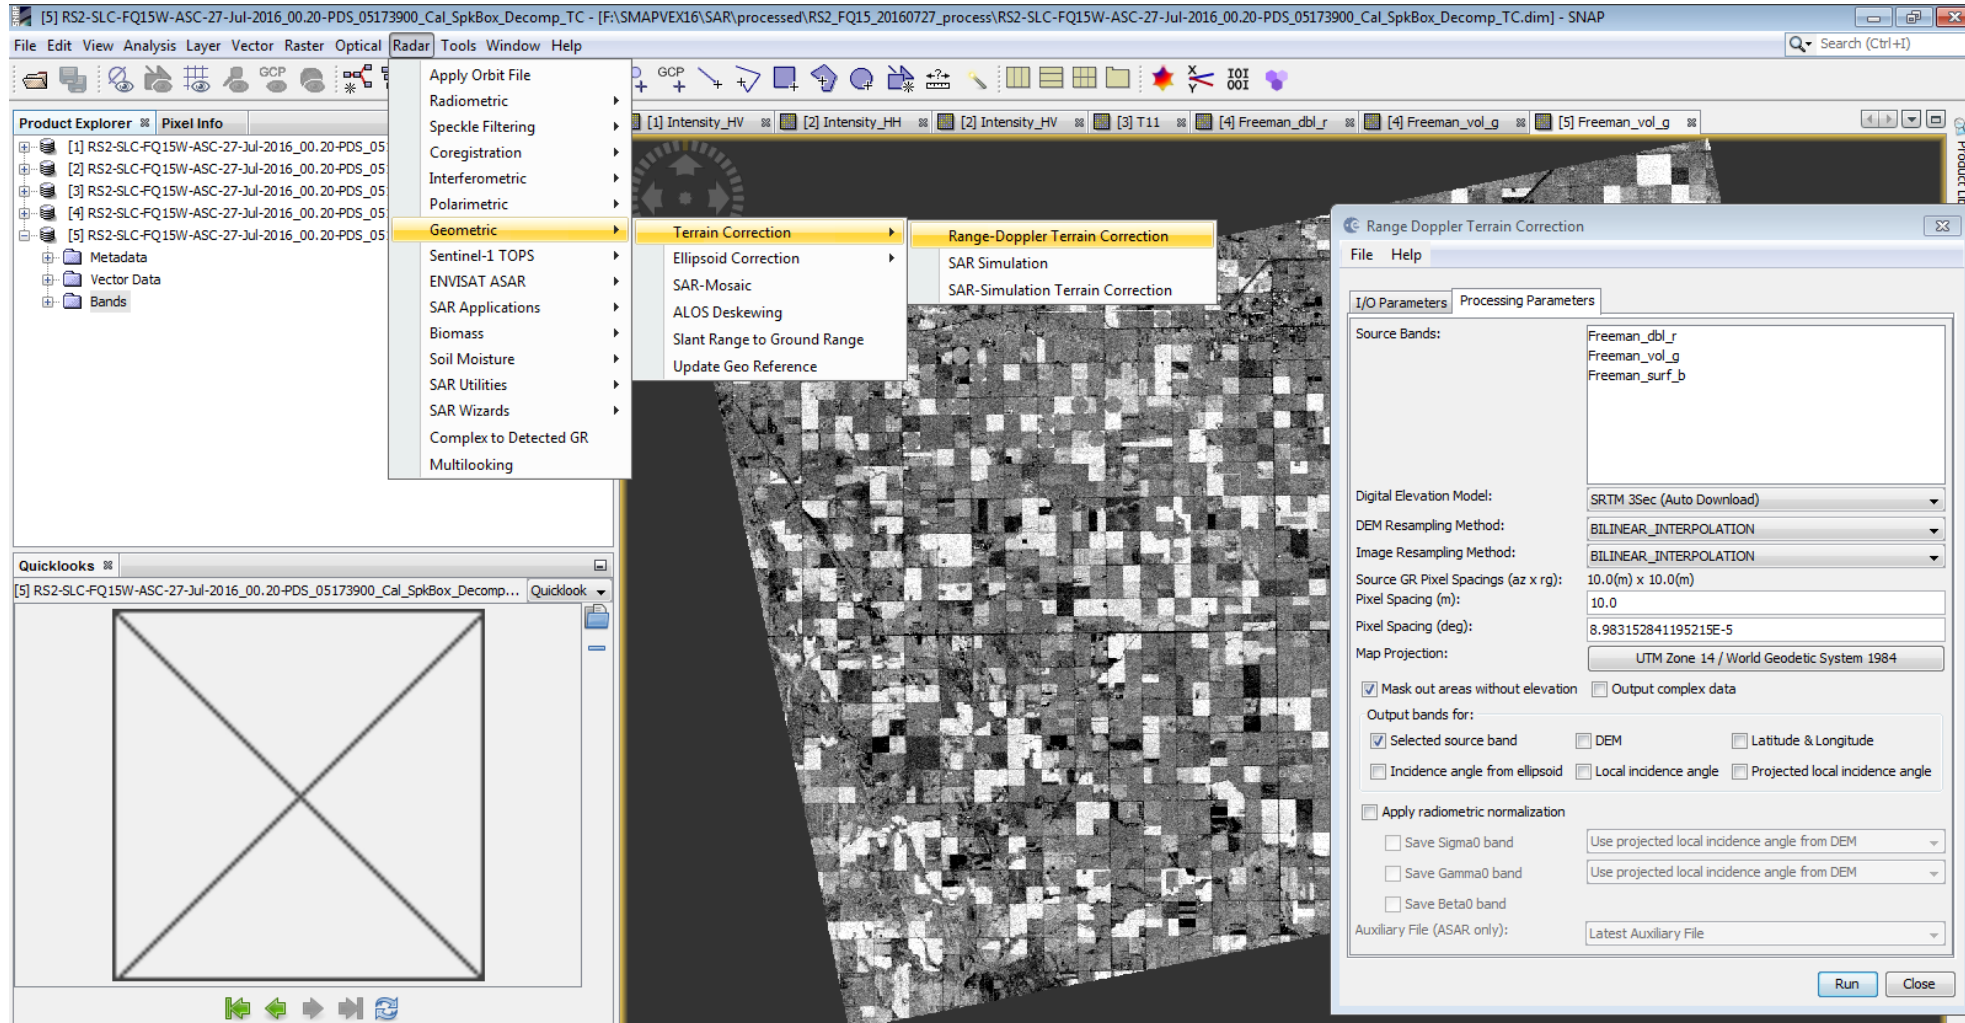 [5] RS2-SLC-FQ15W-ASC-27-Jul-2016_00.20-PDS_05173900_Cal_SpkBox_Decomp_TC - [F:\SMAPVEX16\SAR\processed\RS2_FQ15_20160727_process\RS2-SLC-FQ15W-ASC-27-Jul-2016_00.20-PDS_05173900_Cal_SpkBox_Decomp_TC.dim] - SNAP
File Edit View Analysis Layer Vector Raster Optical Radar Tools Window Help
Search (Ctrl+I)
GCP
GCP
Product Explorer Pixel Info
[1] Intensity_HV [2] Intensity_HH [2] Intensity_HV [3] T11 [4] Freeman_dbl_r [4] Freeman_vol_g [5] Freeman_vol_g
[1] RS2-SLC-FQ15W-ASC-27-Jul-2016_00.20-PDS_05
[2] RS2-SLC-FQ15W-ASC-27-Jul-2016_00.20-PDS_05
[3] RS2-SLC-FQ15W-ASC-27-Jul-2016_00.20-PDS_05
[4] RS2-SLC-FQ15W-ASC-27-Jul-2016_00.20-PDS_05
[5] RS2-SLC-FQ15W-ASC-27-Jul-2016_00.20-PDS_05
Metadata
Vector Data
Bands
Apply Orbit File
Radiometric
Speckle Filtering
Coregistration
Interferometric
Polarimetric
Geometric
Sentinel-1 TOPS
ENVISAT ASAR
SAR Applications
Biomass
Soil Moisture
SAR Utilities
SAR Wizards
Complex to Detected GR
Multilooking
Terrain Correction
Ellipsoid Correction
SAR-Mosaic
ALOS Deskewing
Slant Range to Ground Range
Update Geo Reference
Range-Doppler Terrain Correction
SAR Simulation
SAR-Simulation Terrain Correction
Range Doppler Terrain Correction
File Help
I/O Parameters Processing Parameters
Source Bands:
Freeman_dbl_r
Freeman_vol_g
Freeman_surf_b
Digital Elevation Model: SRTM 3Sec (Auto Download)
DEM Resampling Method: BILINEAR_INTERPOLATION
Image Resampling Method: BILINEAR_INTERPOLATION
Source GR Pixel Spacings (az x rg): 10.0(m) x 10.0(m)
Pixel Spacing (m): 10.0
Pixel Spacing (deg): 8.983152841195215E-5
Map Projection: UTM Zone 14 / World Geodetic System 1984
Mask out areas without elevation Output complex data
Output bands for:
Selected source band DEM Latitude & Longitude
Incidence angle from ellipsoid Local incidence angle Projected local incidence angle
Apply radiometric normalization
Save Sigma0 band Use projected local incidence angle from DEM
Save Gamma0 band Use projected local incidence angle from DEM
Save Beta0 band
Auxiliary File (ASAR only): Latest Auxiliary File
Run Close
Quicklooks
[5] RS2-SLC-FQ15W-ASC-27-Jul-2016_00.20-PDS_05173900_Cal_SpkBox_Decomp... Quicklook